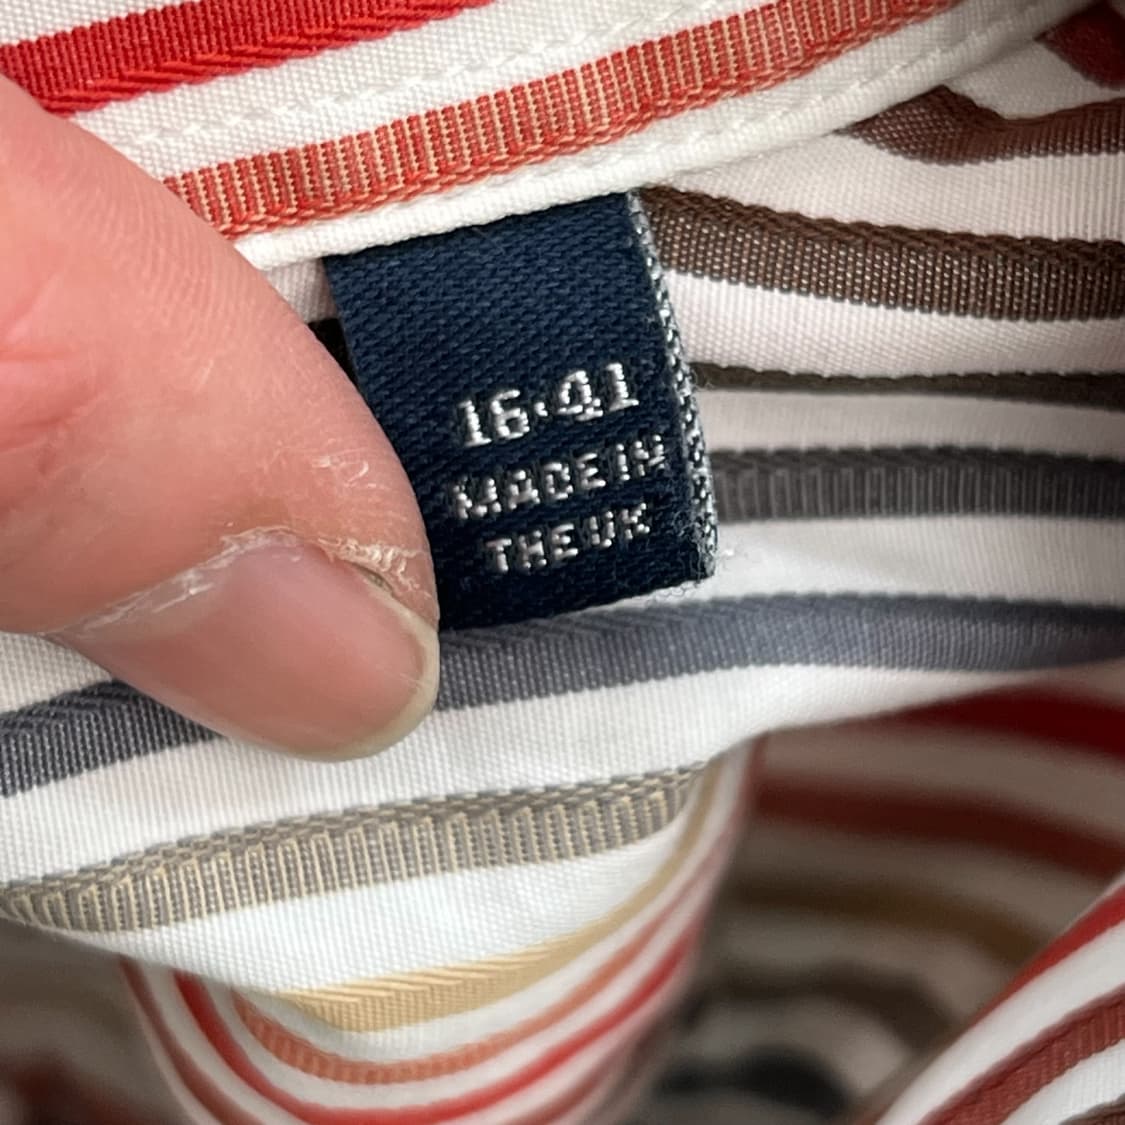 16·41
MADE IN
THE UK